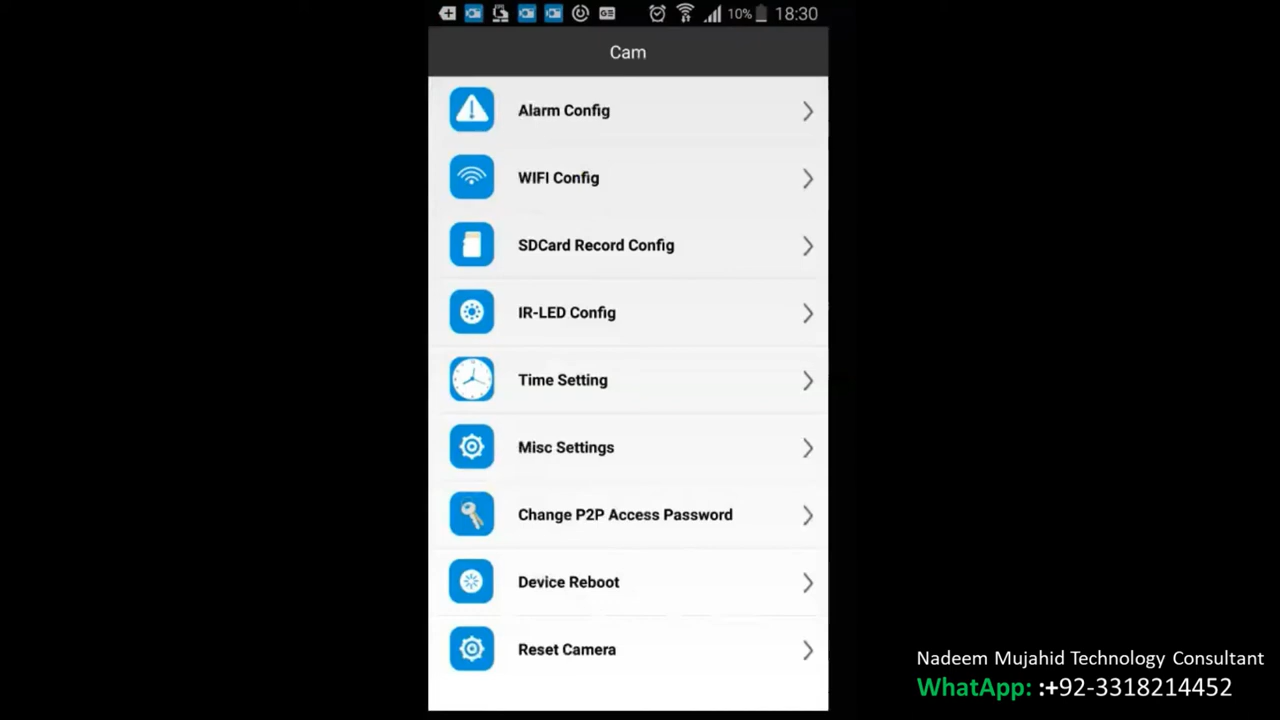 10% 18:30
Cam
Alarm Config
WIFI Config
SDCard Record Config
IR-LED Config
Time Setting
Misc Settings
Change P2P Access Password
Device Reboot
Reset Camera
Nadeem Mujahid Technology Consultant
WhatApp: :+92-3318214452